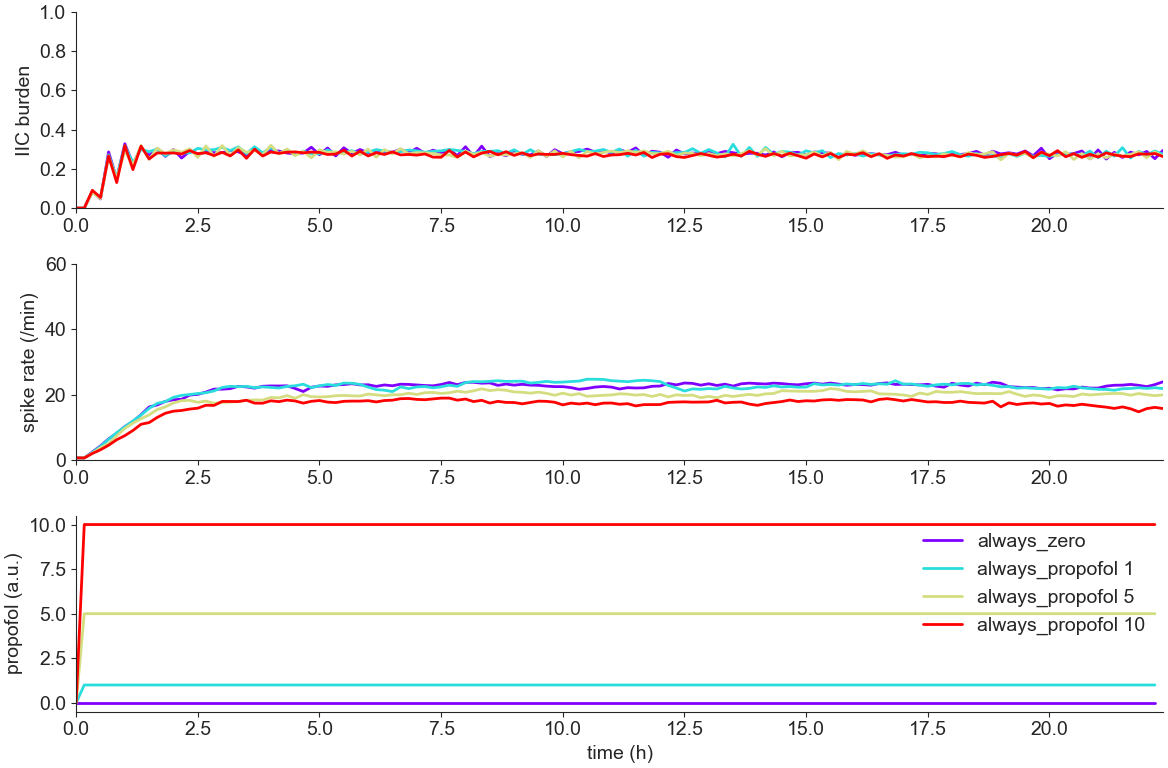 1.0
0.8
0.6
0.4
0.2
0.0
IIC burden
0.0 2.5 5.0 7.5 10.0 12.5 15.0 17.5 20.0
60
40
20
0
spike rate (/min)
0.0 2.5 5.0 7.5 10.0 12.5 15.0 17.5 20.0
10.0
7.5
5.0
2.5
0.0
propofol (a.u.)
always_zero
always_propofol 1
always_propofol 5
always_propofol 10
0.0 2.5 5.0 7.5 10.0 12.5 15.0 17.5 20.0
time (h)